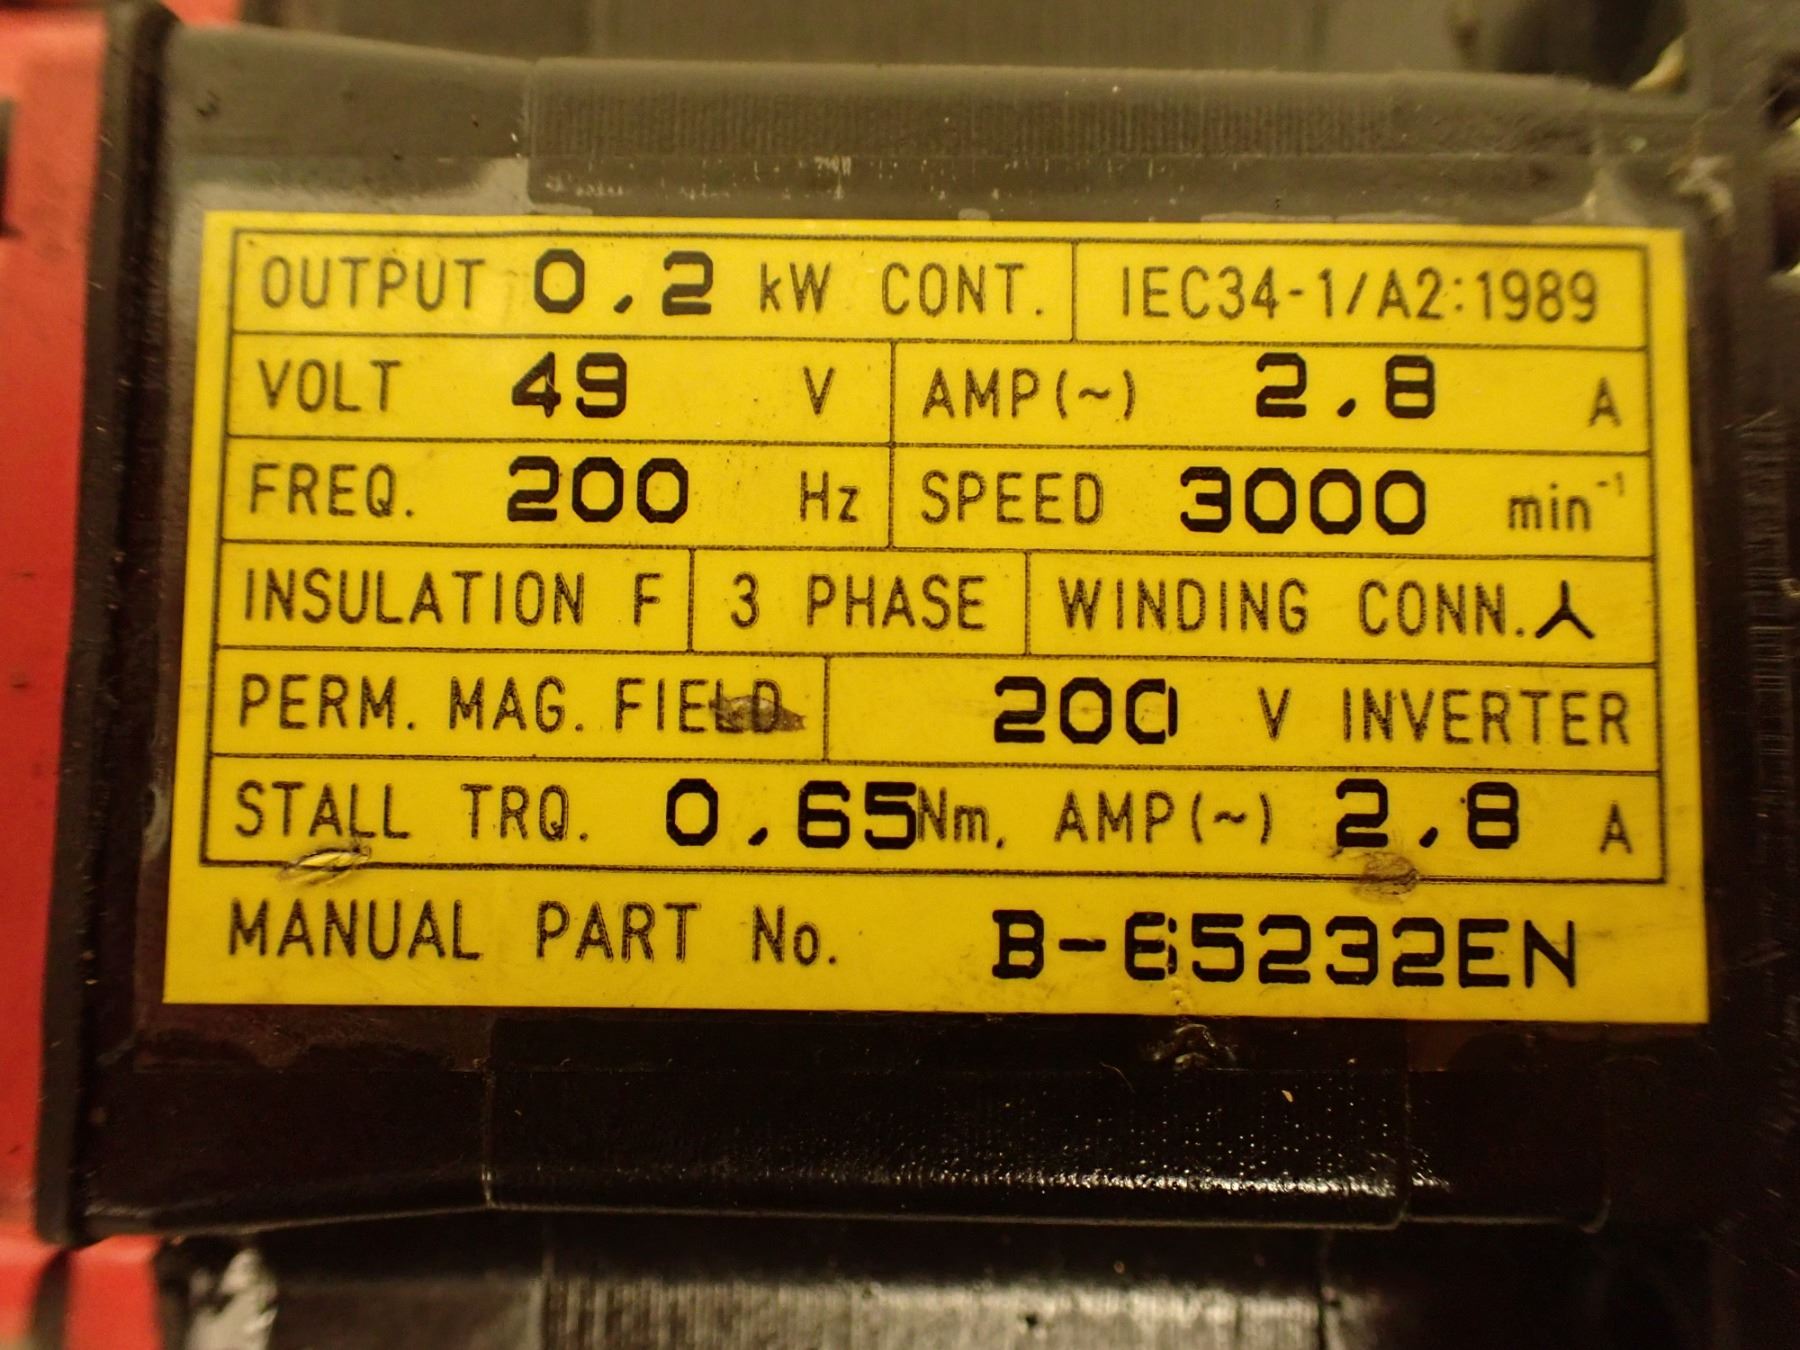 OUTPUT 0.2 kW CONT. IEC34-1/A2:1989
VOLT 49 V AMP(~) 2.8 A
FREQ. 200 Hz SPEED 3000 min⁻¹
INSULATION F 3 PHASE WINDING CONN.
PERM. MAG. FIELD 200 V INVERTER
STALL TRQ. 0.65Nm, AMP(~) 2.8 A
MANUAL PART No. B-65232EN